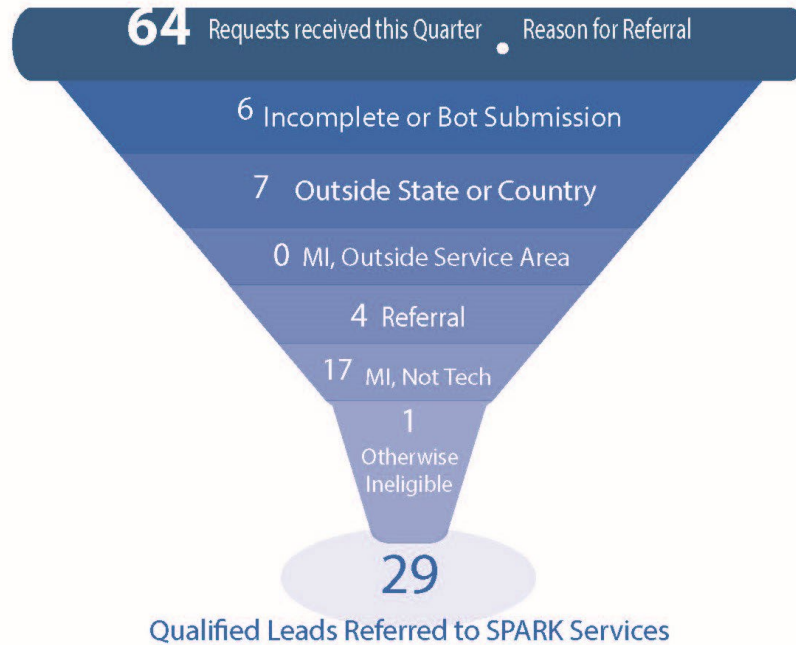 64 Requests received this Quarter • Reason for Referral
6 Incomplete or Bot Submission
7 Outside State or Country
0 MI, Outside Service Area
4 Referral
17 MI, Not Tech
1
Otherwise
Ineligible
29
Qualified Leads Referred to SPARK Services